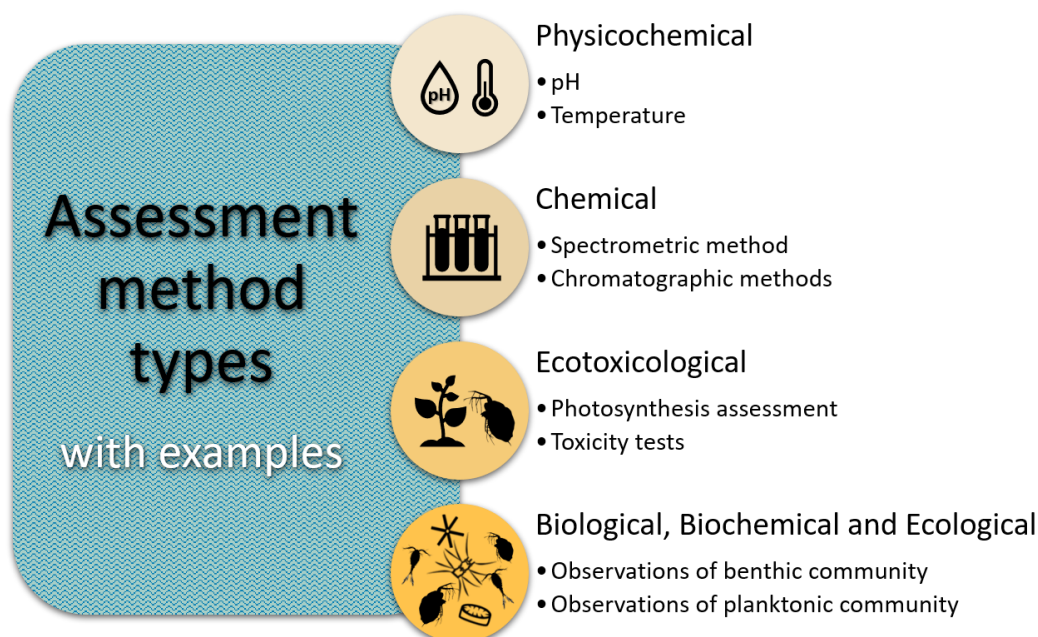 Assessment
method
types
with examples
pH
Physicochemical
• pH
• Temperature
Chemical
• Spectrometric method
• Chromatographic methods
Ecotoxicological
• Photosynthesis assessment
• Toxicity tests
Biological, Biochemical and Ecological
• Observations of benthic community
• Observations of planktonic community